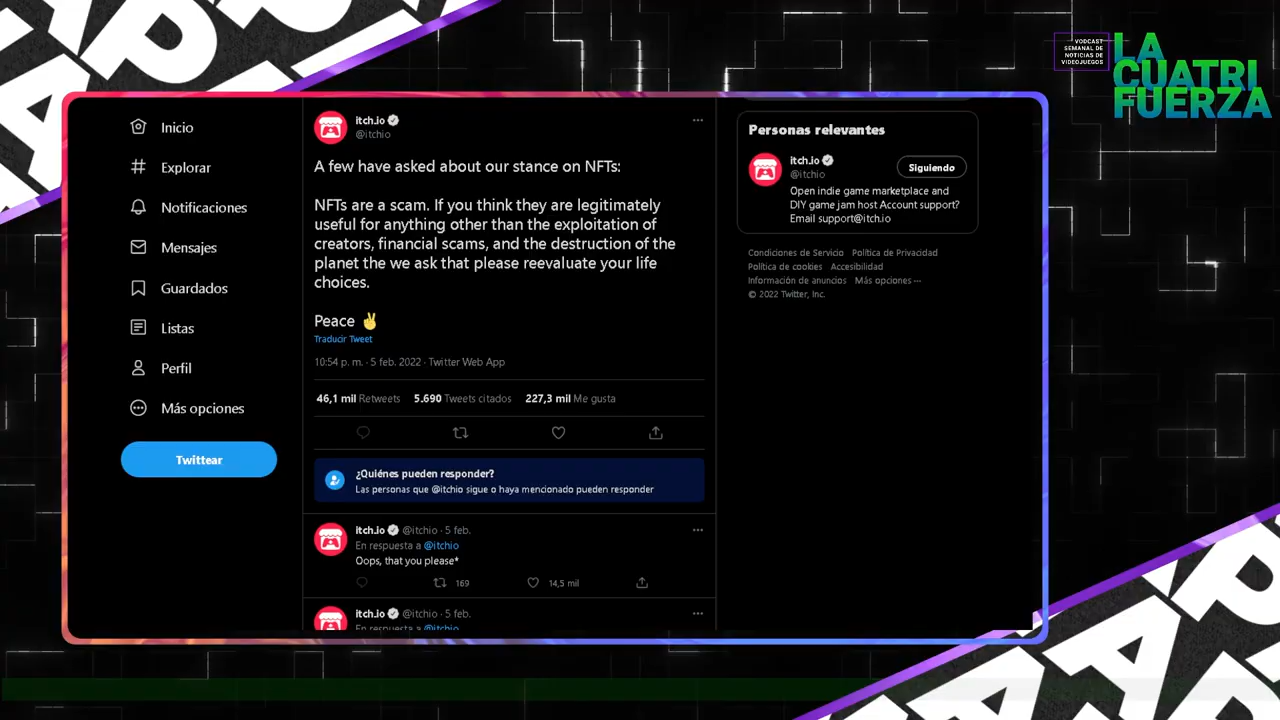 VODCAST
SEMANAL DE
NOTICIAS DE
VIDEOJUEGOS
LA
CUATRI
FUERZA
Inicio
Explorar
Notificaciones
Mensajes
Guardados
Listas
Perfil
Más opciones
Twittear
itch.io
@itchio
A few have asked about our stance on NFTs:
NFTs are a scam. If you think they are legitimately
useful for anything other than the exploitation of
creators, financial scams, and the destruction of the
planet the we ask that please reevaluate your life
choices.
Peace ✌
Traducir Tweet
10:54 p. m. · 5 feb. 2022 · Twitter Web App
46,1 mil Retweets 5.690 Tweets citados 227,3 mil Me gusta
¿Quiénes pueden responder?
Las personas que @itchio sigue o haya mencionado pueden responder
itch.io @itchio · 5 feb.
En respuesta a @itchio
Oops, that you please*
169 14,5 mil
itch.io @itchio · 5 feb.
En respuesta a @itchio
Personas relevantes
itch.io
@itchio
Siguiendo
Open indie game marketplace and
DIY game jam host Account support?
Email support@itch.io
Condiciones de Servicio Política de Privacidad
Política de cookies Accesibilidad
Información de anuncios Más opciones ···
© 2022 Twitter, Inc.